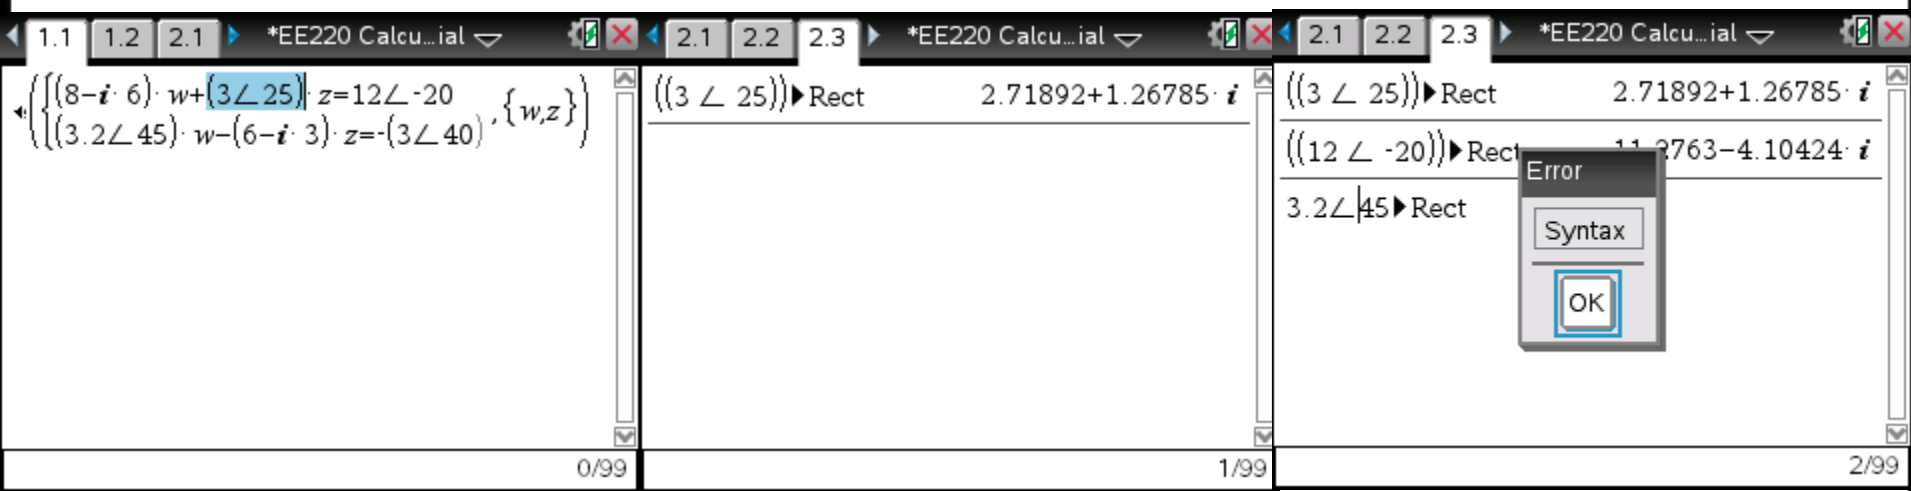 1.1 1.2 2.1 *EE220 Calcu…ial
({(8−i·6)·w+(3∠25)·z=12∠-20
(3.2∠45)·w−(6−i·3)·z=-(3∠40) ,{w,z})
0/99
2.1 2.2 2.3 *EE220 Calcu…ial
((3 ∠ 25))▶Rect 2.71892+1.26785·i
1/99
2.1 2.2 2.3 *EE220 Calcu…ial
((3 ∠ 25))▶Rect 2.71892+1.26785·i
((12 ∠ -20))▶Rect 2763−4.10424·i
3.2∠45▶Rect
Error
Syntax
OK
2/99